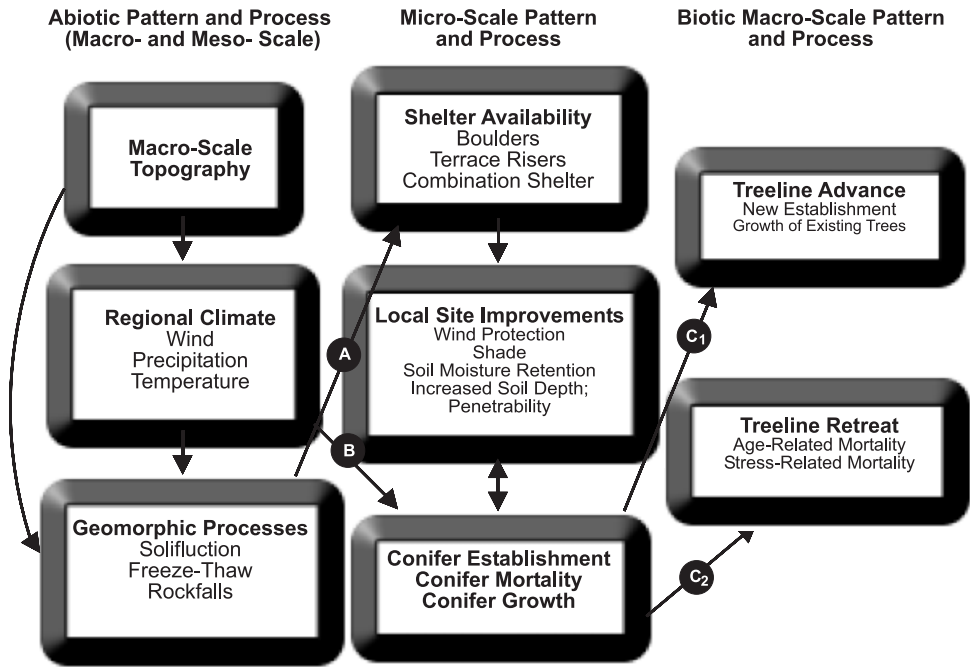 Abiotic Pattern and Process
(Macro- and Meso- Scale)
Macro-Scale
Topography
Regional Climate
Wind
Precipitation
Temperature
Geomorphic Processes
Solifluction
Freeze-Thaw
Rockfalls
Micro-Scale Pattern
and Process
Shelter Availability
Boulders
Terrace Risers
Combination Shelter
Local Site Improvements
Wind Protection
Shade
Soil Moisture Retention
Increased Soil Depth;
Penetrability
Conifer Establishment
Conifer Mortality
Conifer Growth
A
B
Biotic Macro-Scale Pattern
and Process
Treeline Advance
New Establishment
Growth of Existing Trees
C1
Treeline Retreat
Age-Related Mortality
Stress-Related Mortality
C2